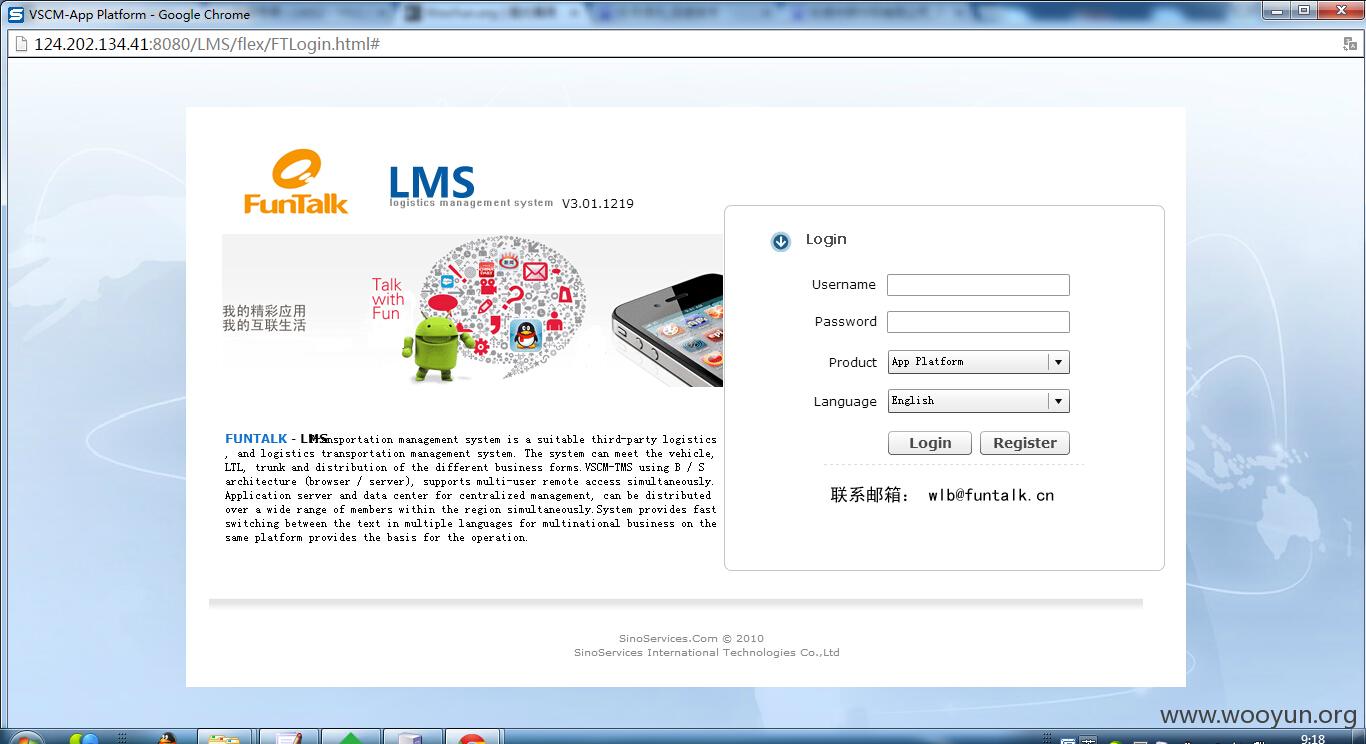 VSCM-App Platform - Google Chrome
124.202.134.41:8080/LMS/flex/FTLogin.html#
FunTalk
LMS
logistics management system V3.01.1219
Talk
with
Fun
我的精彩应用
我的互联生活
FUNTALK - LMS
Transportation management system is a suitable third-party logistics
, and logistics transportation management system. The system can meet the vehicle,
LTL, trunk and distribution of the different business forms.VSCM-TMS using B / S
architecture (browser / server), supports multi-user remote access simultaneously.
Application server and data center for centralized management, can be distributed
over a wide range of members within the region simultaneously.System provides fast
switching between the text in multiple languages for multinational business on the
same platform provides the basis for the operation.
Login
Username
Password
Product App Platform
Language English
Login Register
联系邮箱： wlb@funtalk.cn
SinoServices.Com © 2010
SinoServices International Technologies Co.,Ltd
www.wooyun.org
9:18